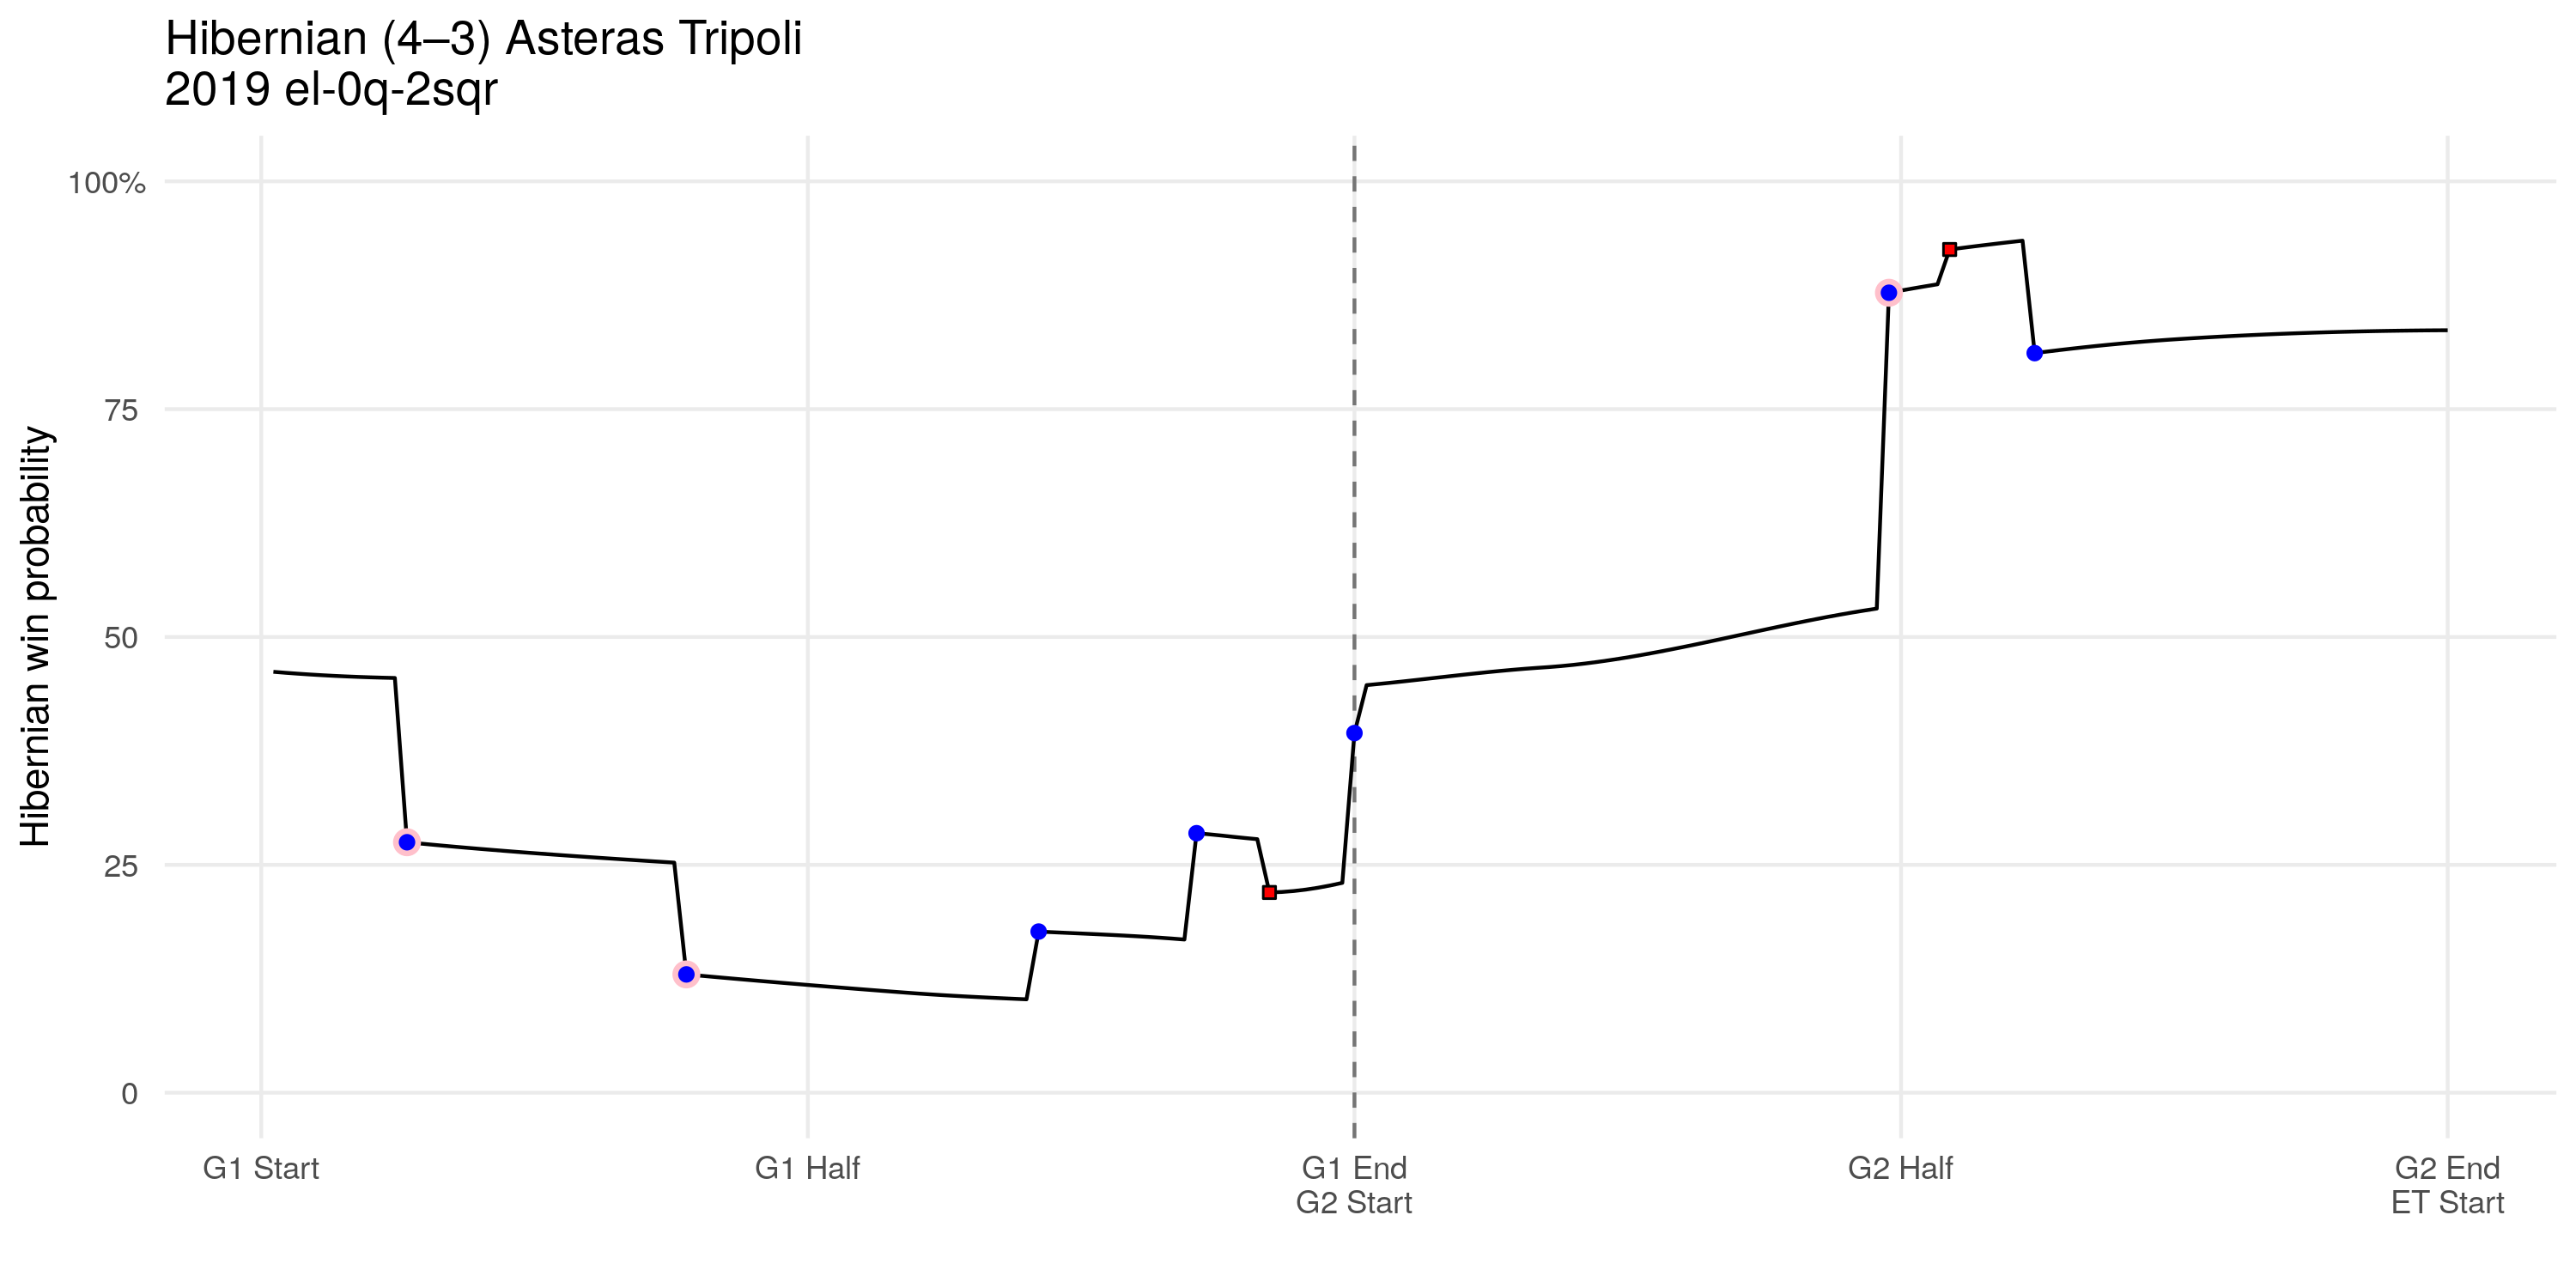 Hibernian (4–3) Asteras Tripoli
2019 el-0q-2sqr
Hibernian win probability
100%
75
50
25
0
G1 Start
G1 Half
G1 End
G2 Start
G2 Half
G2 End
ET Start